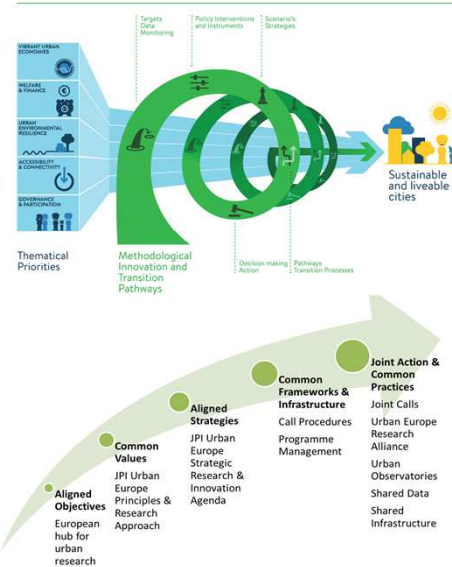 Targets
Data
Monitoring
Policy Interventions
and Instruments
Scenario's
Strategies
VIBRANT URBAN
ECONOMIES
WELFARE
& FINANCE
URBAN
ENVIRONMENTAL
RESILIENCE
ACCESSIBILITY
& CONNECTIVITY
GOVERNANCE
& PARTICIPATION
Sustainable
and liveable
cities
Thematical
Priorities
Methodological
Innovation and
Transition
Pathways
Decision making
Action
Pathways
Transition Processes
Aligned
Objectives
European
hub for
urban
research
Common
Values
JPI Urban
Europe
Principles &
Research
Approach
Aligned
Strategies
JPI Urban
Europe
Strategic
Research &
Innovation
Agenda
Common
Frameworks &
Infrastructure
Call Procedures
Programme
Management
Joint Action &
Common
Practices
Joint Calls
Urban Europe
Research
Alliance
Urban
Observatories
Shared Data
Shared
Infrastructure